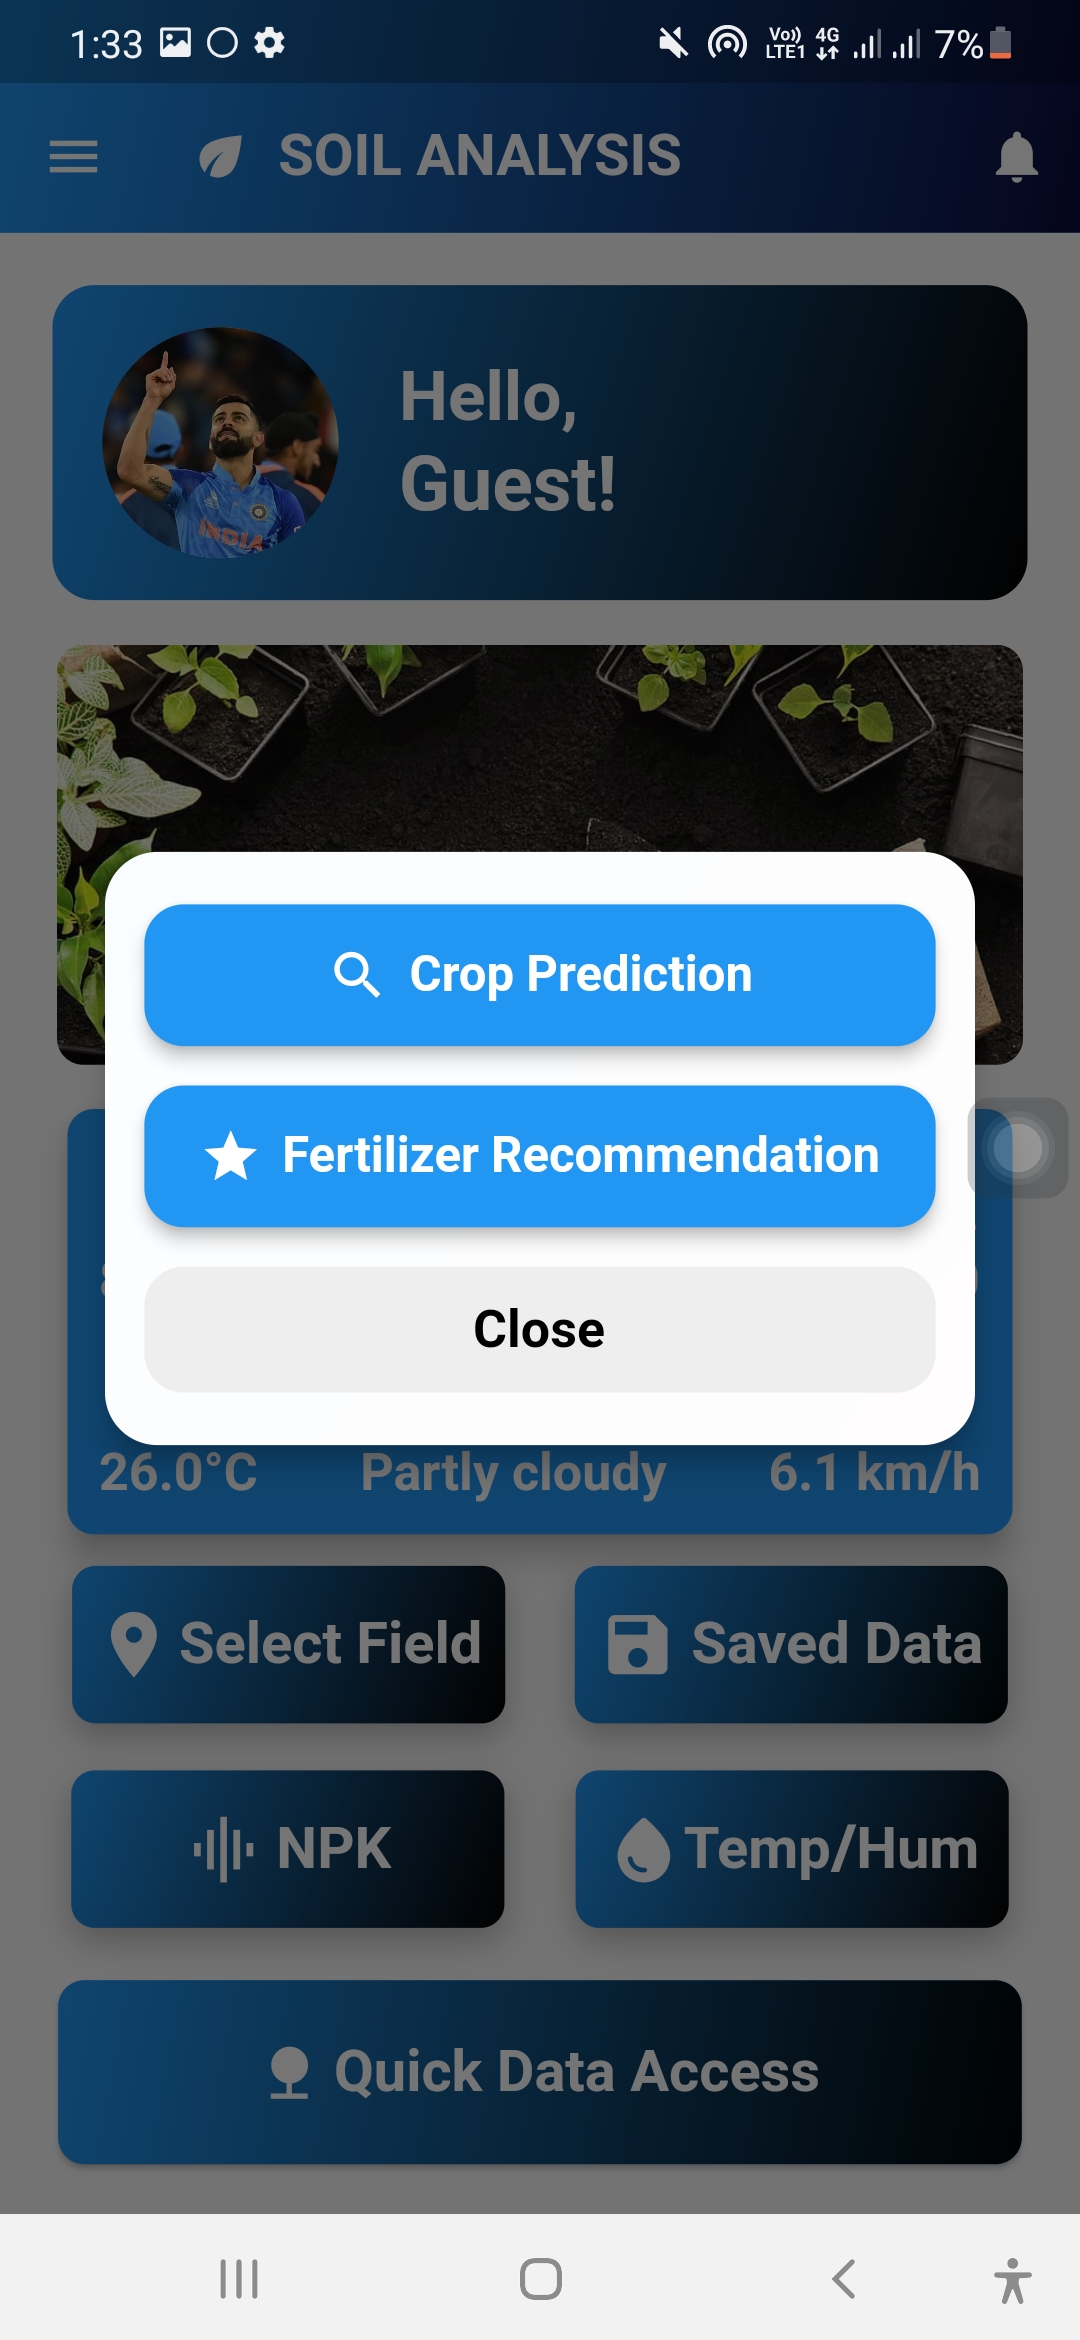 1:33
Vo)) 4G
LTE1
7%
SOIL ANALYSIS
Hello,
Guest!
INDIA
Crop Prediction
Fertilizer Recommendation
Close
26.0°C Partly cloudy 6.1 km/h
Select Field
Saved Data
NPK
Temp/Hum
Quick Data Access